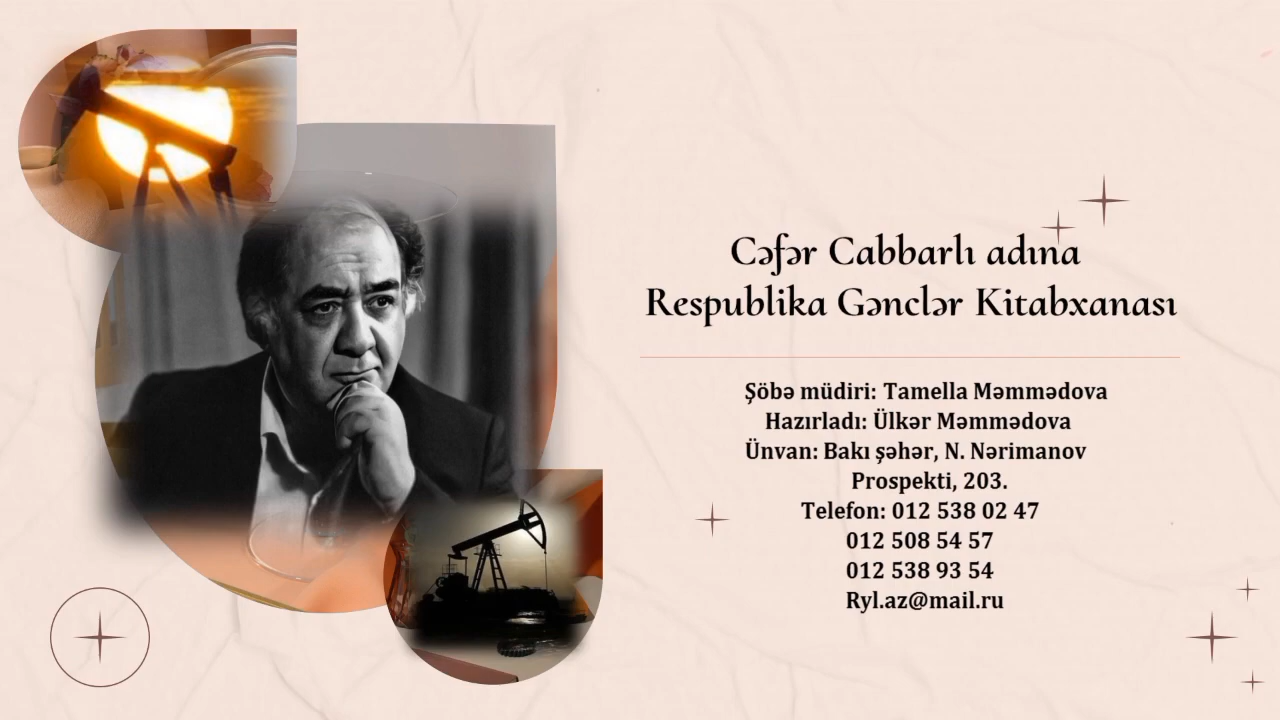 Cəfər Cabbarlı adına
Respublika Gənclər Kitabxanası
Şöbə müdiri: Tamella Məmmədova
Hazırladı: Ülkər Məmmədova
Ünvan: Bakı şəhər, N. Nərimanov
Prospekti, 203.
Telefon: 012 538 02 47
012 508 54 57
012 538 93 54
Ryl.az@mail.ru